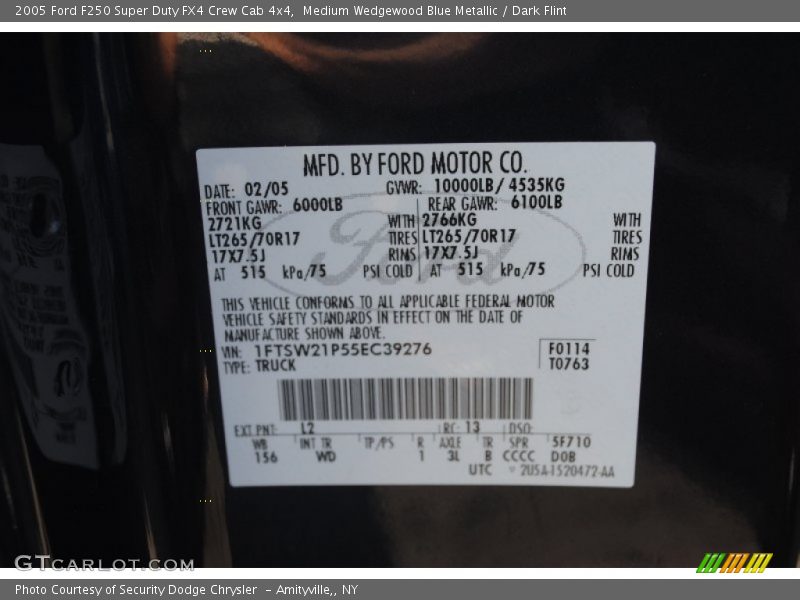 2005 Ford F250 Super Duty FX4 Crew Cab 4x4, Medium Wedgewood Blue Metallic / Dark Flint
MFD. BY FORD MOTOR CO.
DATE: 02/05 GVWR: 10000LB/ 4535KG
FRONT GAWR: 6000LB REAR GAWR: 6100LB
2721KG WITH 2766KG WITH
LT265/70R17 TIRES LT265/70R17 TIRES
17X7.5J RIMS 17X7.5J RIMS
AT 515 kPa/75 PSI COLD AT 515 kPa/75 PSI COLD
Ford
THIS VEHICLE CONFORMS TO ALL APPLICABLE FEDERAL MOTOR
VEHICLE SAFETY STANDARDS IN EFFECT ON THE DATE OF
MANUFACTURE SHOWN ABOVE.
VIN: 1FTSW21P55EC39276 F0114
TYPE: TRUCK T0763
EXT PNT: L2 RC: 13 DSO:
WB INT TR TP/PS R AXLE TR SPR 5F710
156 WD 1 3L B CCCC DOB
UTC 2U5A-1520472-AA
GTCarLot.com
Photo Courtesy of Security Dodge Chrysler - Amityville,, NY